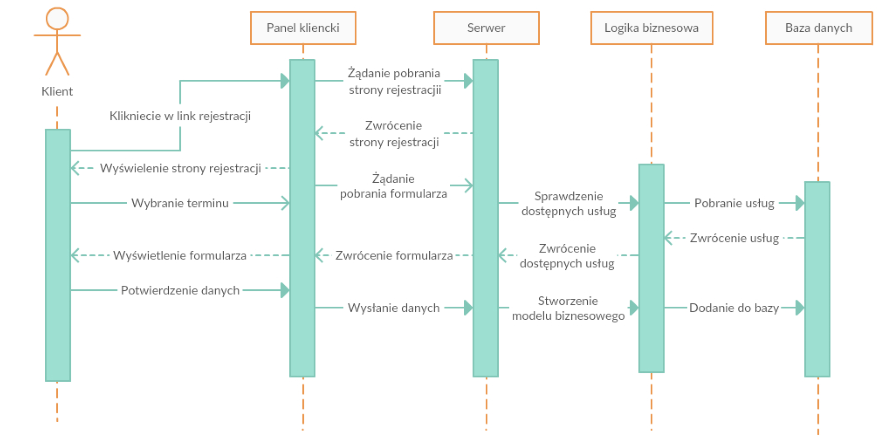 Panel kliencki
Serwer
Logika biznesowa
Baza danych
Klient
Żądanie pobrania
strony rejestracjii
Klikniecie w link rejestracji
Zwrócenie
strony rejestracji
Wyświelenie strony rejestracji
Żądanie
pobrania formularza
Wybranie terminu
Sprawdzenie
dostępnych usług
Pobranie usług
Zwrócenie usług
Wyświetlenie formularza
Zwrócenie formularza
Zwrócenie
dostępnych usług
Potwierdzenie danych
Wysłanie danych
Stworzenie
modelu biznesowego
Dodanie do bazy